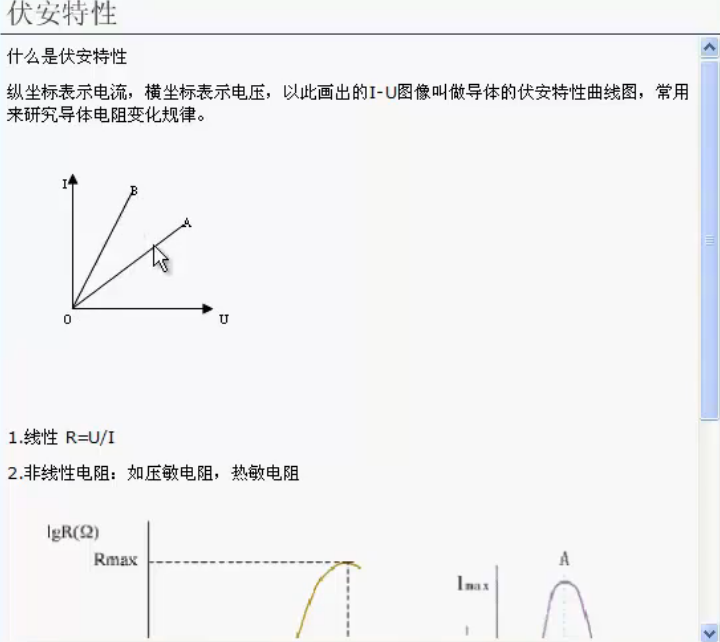 伏安特性
什么是伏安特性
纵坐标表示电流，横坐标表示电压，以此画出的I-U图像叫做导体的伏安特性曲线图，常用
来研究导体电阻变化规律。
I
B
A
O
U
1.线性 R=U/I
2.非线性电阻：如压敏电阻，热敏电阻
lgR(Ω)
Rmax
A
Imax